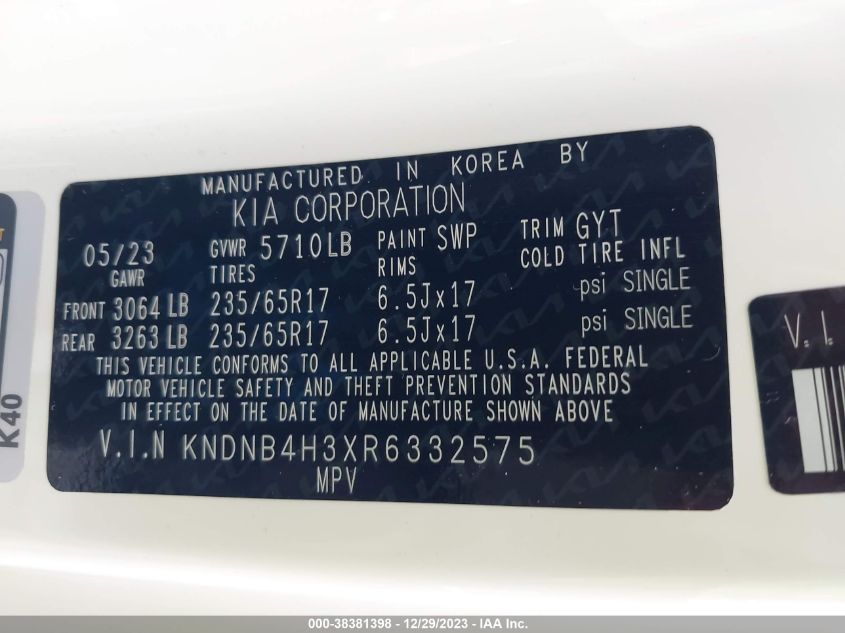 MANUFACTURED IN KOREA BY
KIA CORPORATION
05/23 GVWR 5710LB PAINT SWP TRIM GYT
GAWR TIRES RIMS COLD TIRE INFL
FRONT 3064 LB 235/65R17 6.5Jx17 psi SINGLE
REAR 3263 LB 235/65R17 6.5Jx17 psi SINGLE
THIS VEHICLE CONFORMS TO ALL APPLICABLE U.S.A. FEDERAL
MOTOR VEHICLE SAFETY AND THEFT PREVENTION STANDARDS
IN EFFECT ON THE DATE OF MANUFACTURE SHOWN ABOVE
V.I.N KNDNB4H3XR6332575
MPV
K40
V.I.
000-38381398 - 12/29/2023 - IAA Inc.